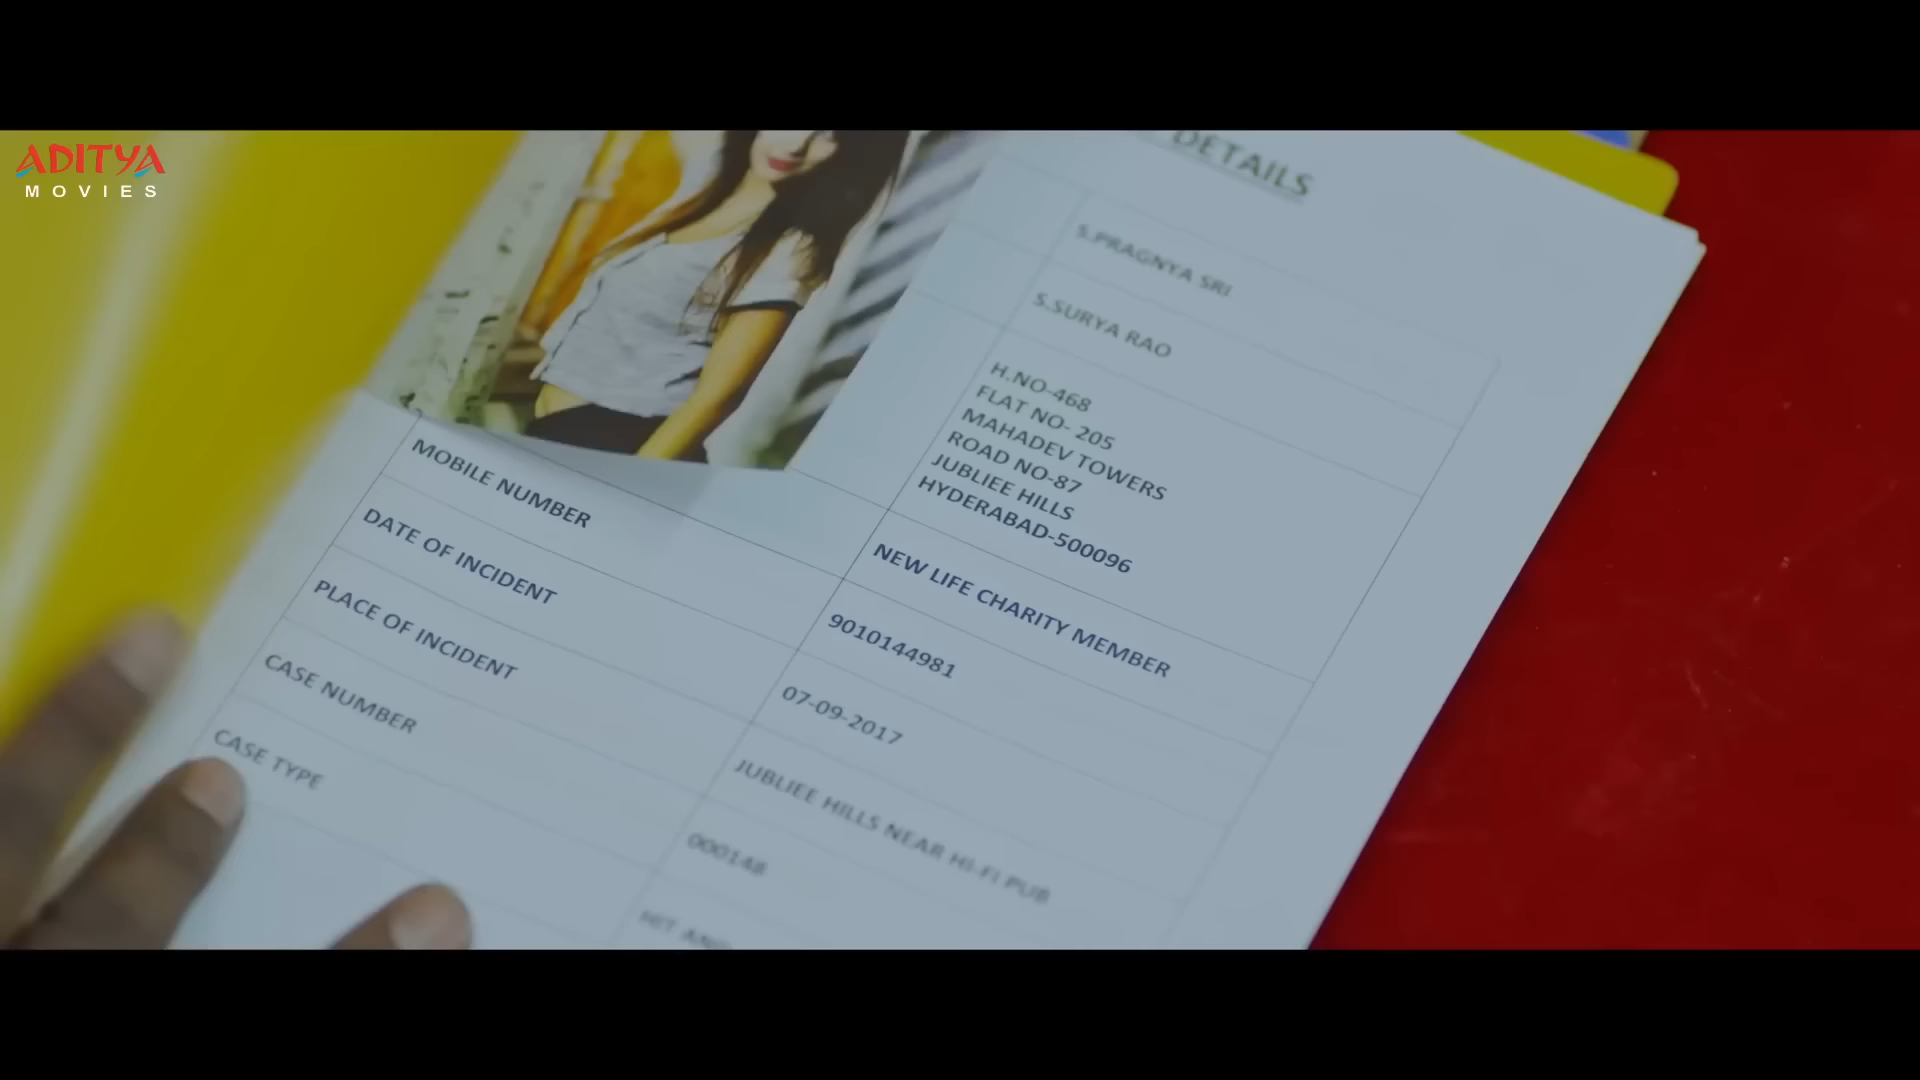 ADITYA
MOVIES
DETAILS
S.PRAGNYA SRI
S.SURYA RAO
H.NO-468
FLAT NO- 205
MAHADEV TOWERS
ROAD NO-87
JUBLIEE HILLS
HYDERABAD-500096
NEW LIFE CHARITY MEMBER
MOBILE NUMBER
9010144981
DATE OF INCIDENT
07-09-2017
PLACE OF INCIDENT
JUBLIEE HILLS NEAR HI-FI PUB
CASE NUMBER
000148
CASE TYPE
HIT AND